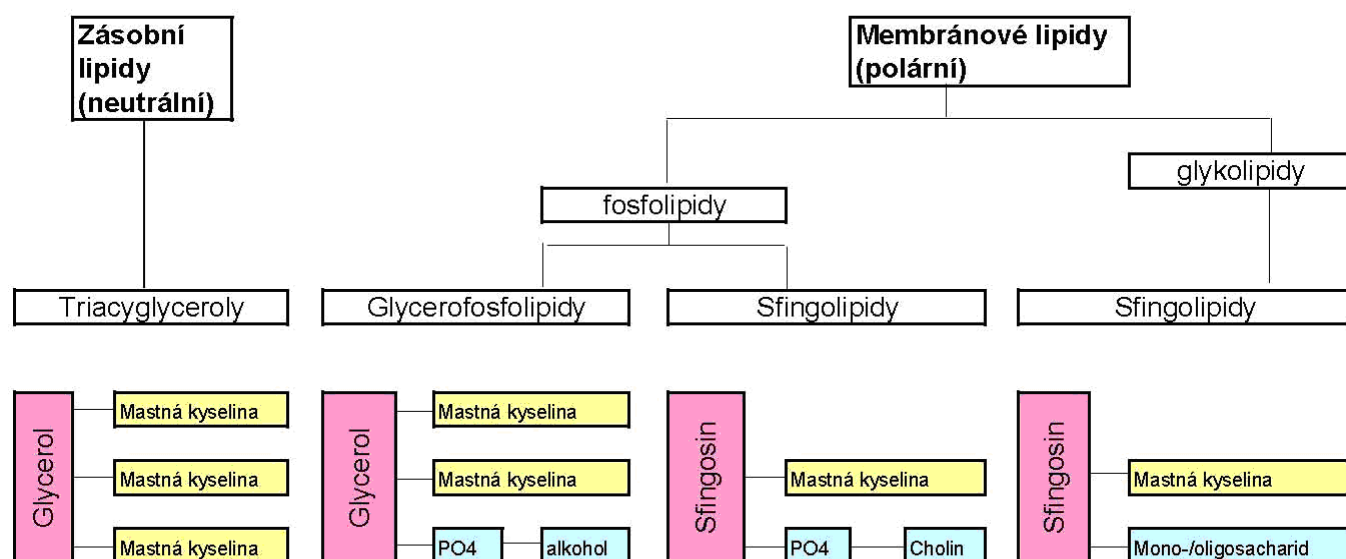 Zásobní
lipidy
(neutrální)
Membránové lipidy
(polární)
glykolipidy
fosfolipidy
Triacyglyceroly
Glycerofosfolipidy
Sfingolipidy
Sfingolipidy
Glycerol
Mastná kyselina
Mastná kyselina
Mastná kyselina
Glycerol
Mastná kyselina
Mastná kyselina
PO4
alkohol
Sfingosin
Mastná kyselina
PO4
Cholin
Sfingosin
Mastná kyselina
Mono-/oligosacharid